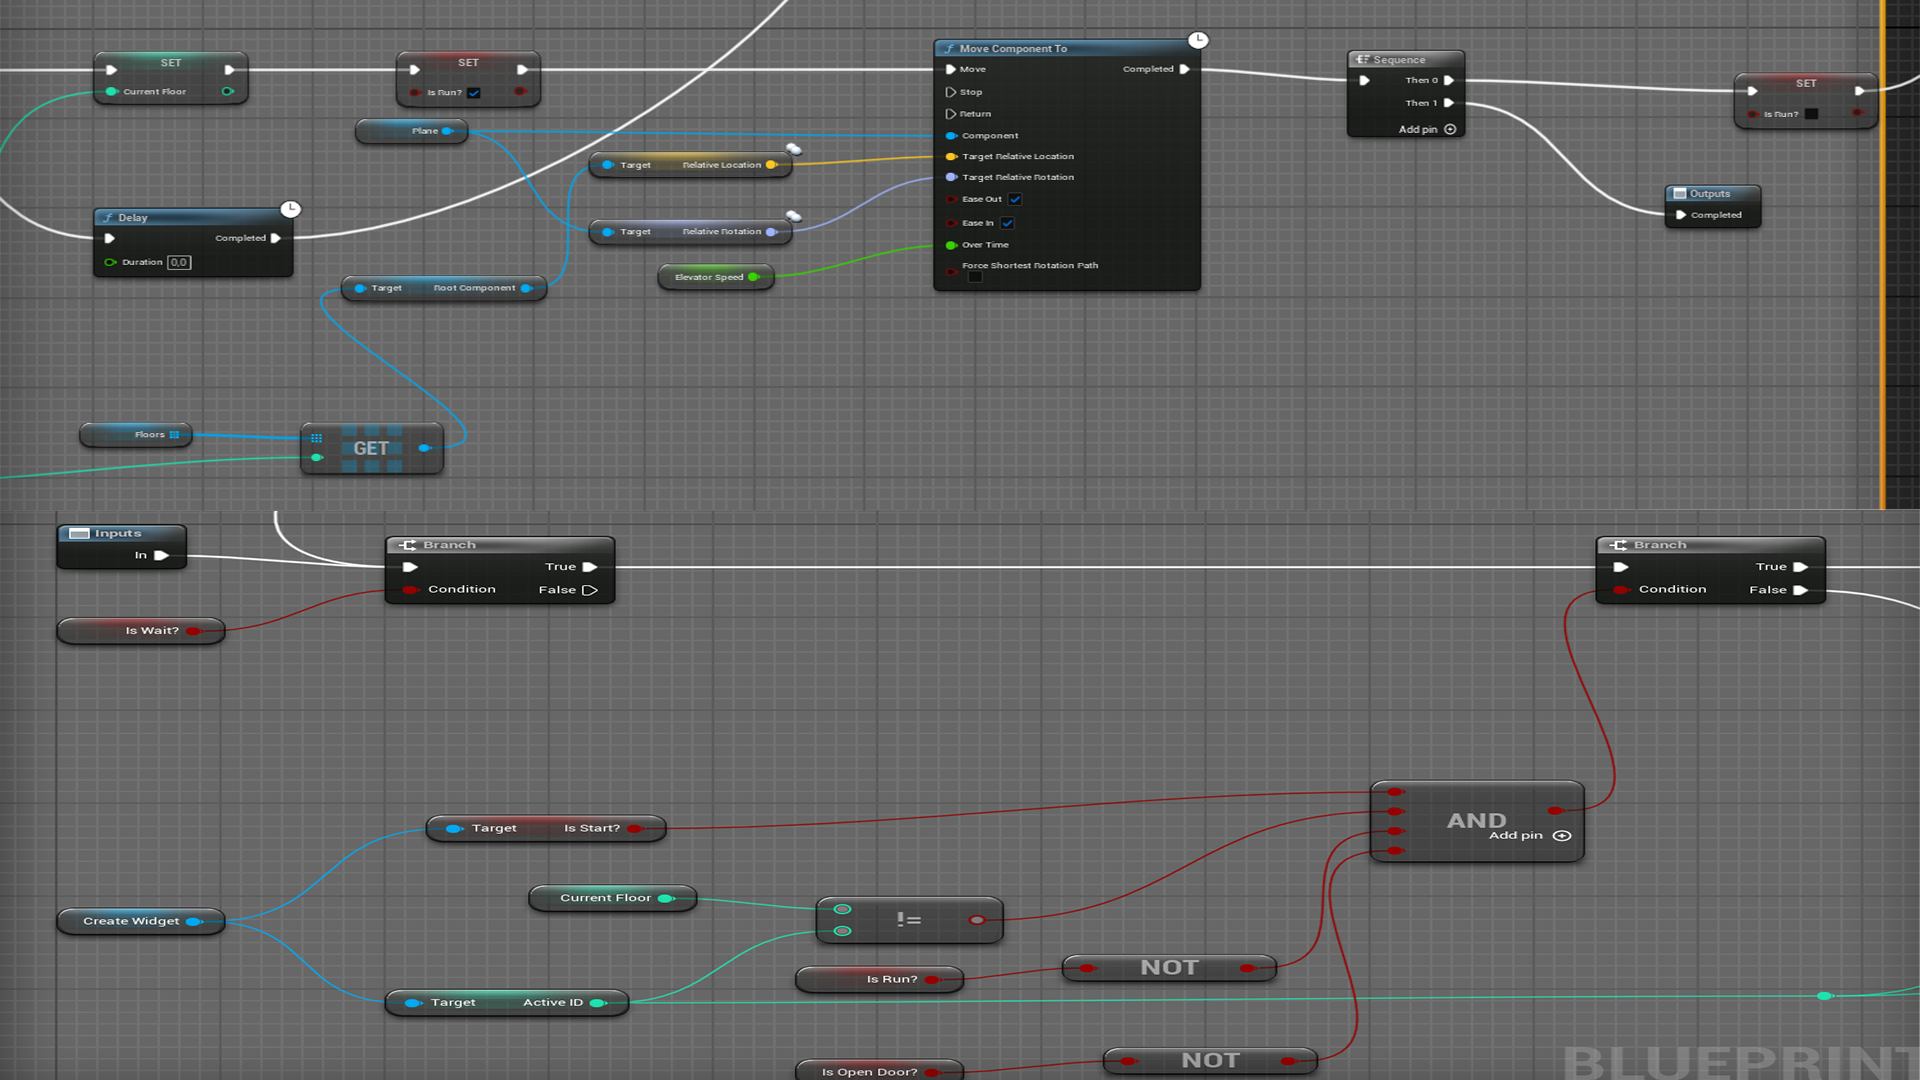 SET
Current Floor
SET
Is Run?
Plane
Target Relative Location
Target Relative Rotation
Elevator Speed
Delay
Completed
Duration 0,0
Target Root Component
Floors
GET
Move Component To
Move Completed
Stop
Return
Component
Target Relative Location
Target Relative Rotation
Ease Out
Ease In
Over Time
Force Shortest Rotation Path
Sequence
Then 0
Then 1
Add pin
SET
Is Run?
Outputs
Completed
Inputs
In
Is Wait?
Branch
True
Condition False
Branch
True
Condition False
Target Is Start?
AND
Add pin
Create Widget
Current Floor
!=
Is Run?
NOT
Target Active ID
Is Open Door?
NOT
BLUEPRINT